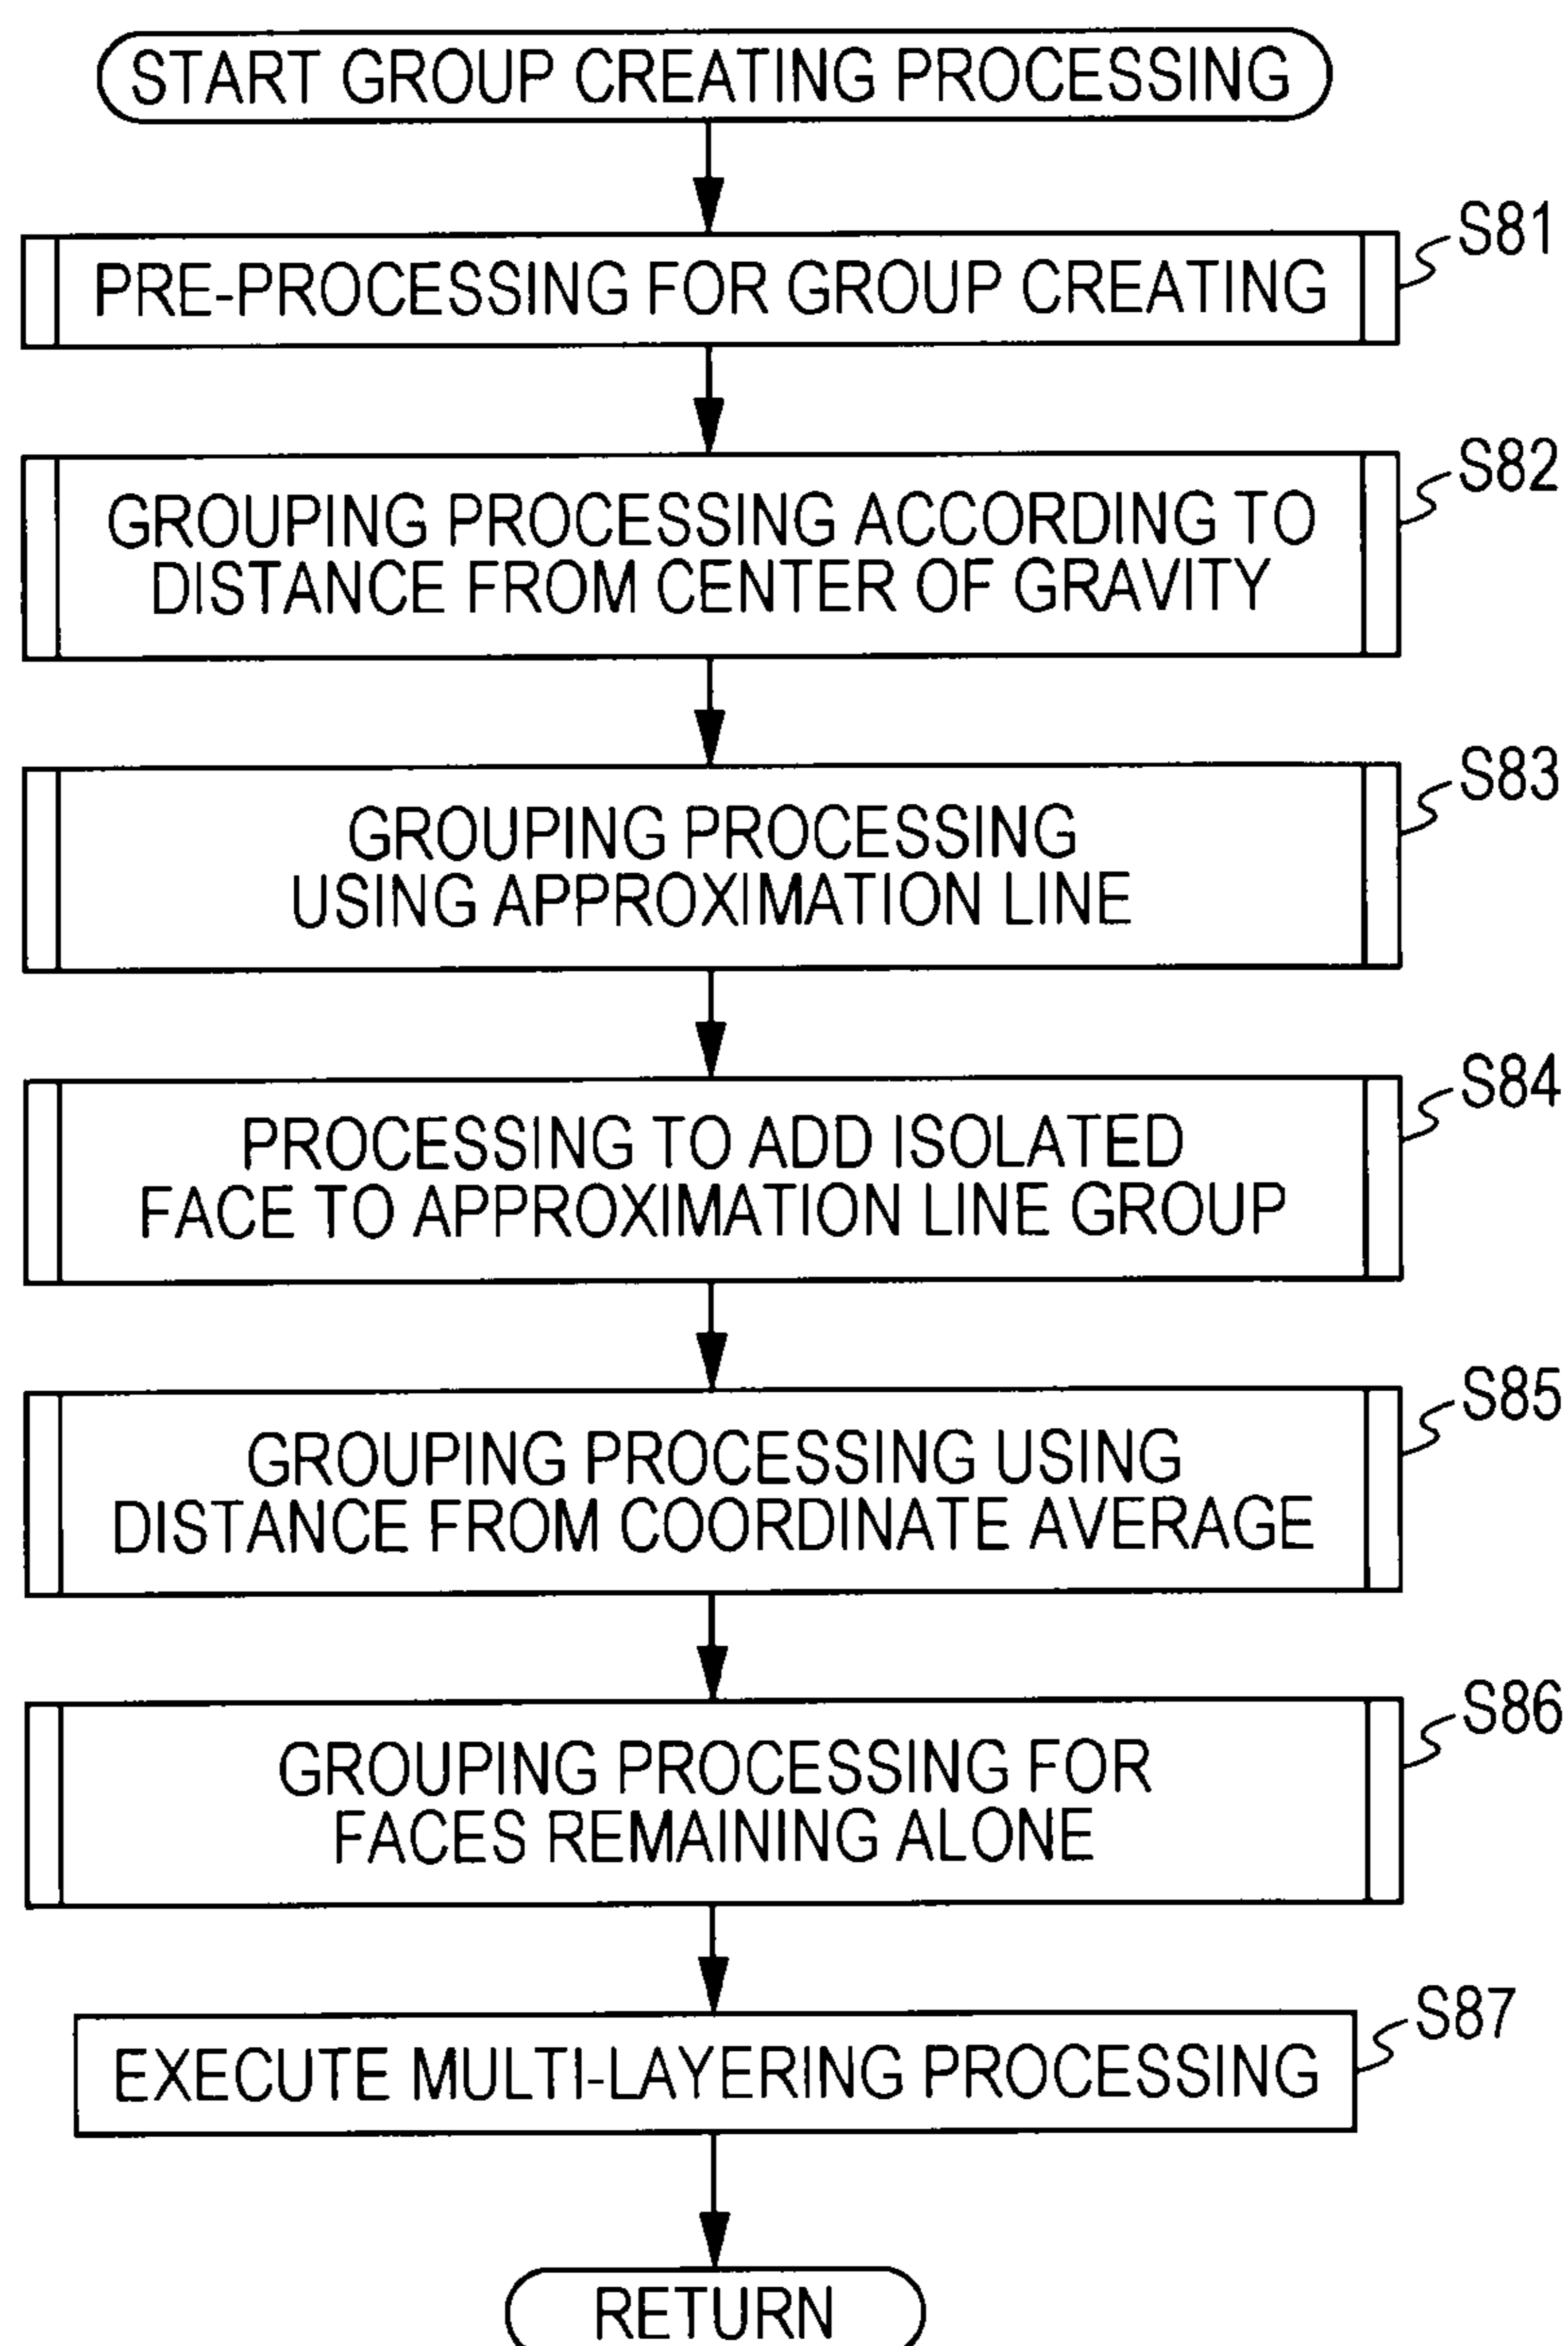 START GROUP CREATING PROCESSING
S81
PRE-PROCESSING FOR GROUP CREATING
S82
GROUPING PROCESSING ACCORDING TO
DISTANCE FROM CENTER OF GRAVITY
S83
GROUPING PROCESSING
USING APPROXIMATION LINE
S84
PROCESSING TO ADD ISOLATED
FACE TO APPROXIMATION LINE GROUP
S85
GROUPING PROCESSING USING
DISTANCE FROM COORDINATE AVERAGE
S86
GROUPING PROCESSING FOR
FACES REMAINING ALONE
S87
EXECUTE MULTI-LAYERING PROCESSING
RETURN